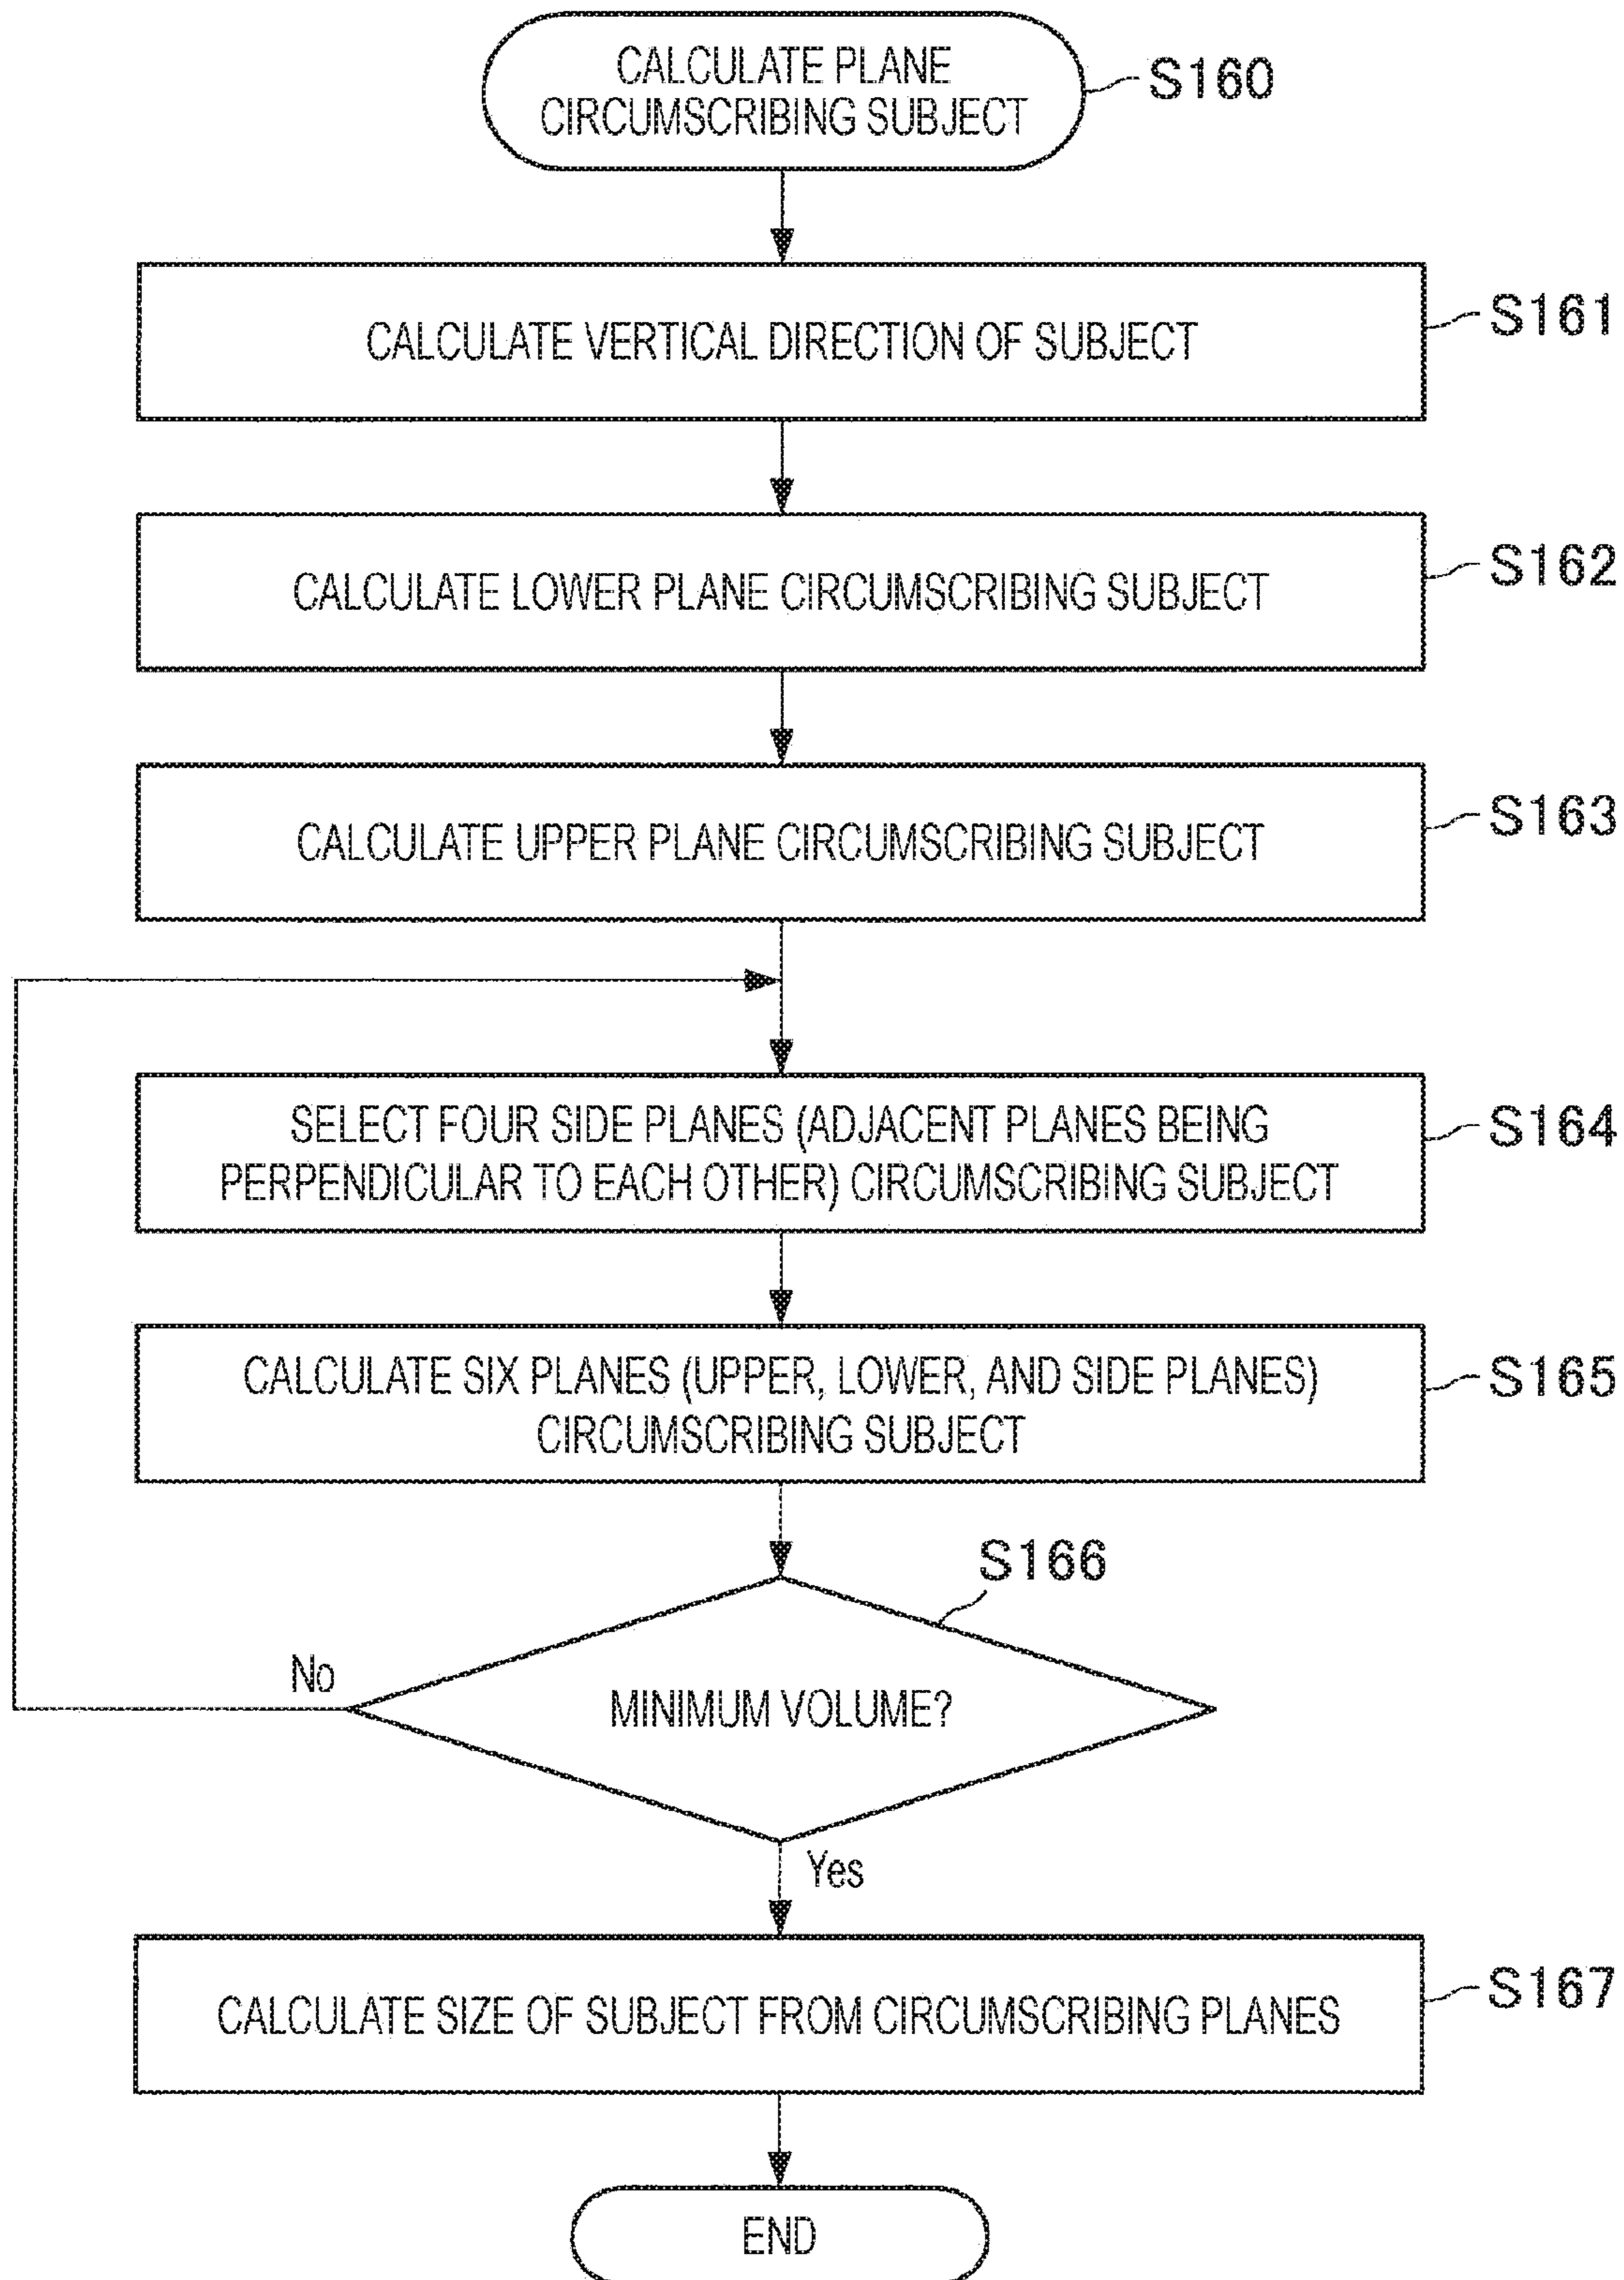 CALCULATE PLANE
CIRCUMSCRIBING SUBJECT
S160
CALCULATE VERTICAL DIRECTION OF SUBJECT
S161
CALCULATE LOWER PLANE CIRCUMSCRIBING SUBJECT
S162
CALCULATE UPPER PLANE CIRCUMSCRIBING SUBJECT
S163
SELECT FOUR SIDE PLANES (ADJACENT PLANES BEING
PERPENDICULAR TO EACH OTHER) CIRCUMSCRIBING SUBJECT
S164
CALCULATE SIX PLANES (UPPER, LOWER, AND SIDE PLANES)
CIRCUMSCRIBING SUBJECT
S165
S166
No
MINIMUM VOLUME?
Yes
CALCULATE SIZE OF SUBJECT FROM CIRCUMSCRIBING PLANES
S167
END